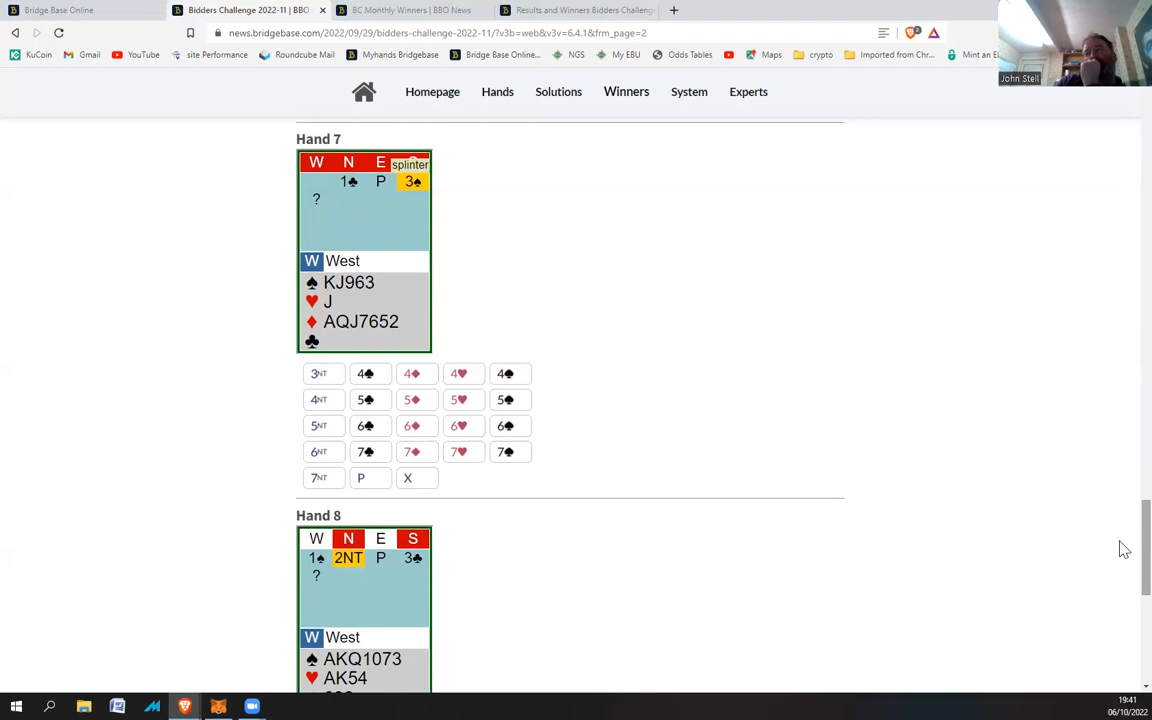 Bridge Base Online
Bidders Challenge 2022-11 | BBO
BC Monthly Winners | BBO News
Results and Winners Bidders Challeng
news.bridgebase.com/2022/09/29/bidders-challenge-2022-11/?v3b=web&v3v=6.4.1&frm_page=2
KuCoin Gmail YouTube site Performance Roundcube Mail Myhands Bridgebase Bridge Base Online... NGS My EBU Odds Tables Maps crypto Imported from Chr... Mint an E
John Stell
Homepage Hands Solutions Winners System Experts
Hand 7
W N E splinter
1♣ P 3♠
?
W West
♠ KJ963
♥ J
♦ AQJ7652
♣
3NT 4♣ 4♦ 4♥ 4♠
4NT 5♣ 5♦ 5♥ 5♠
5NT 6♣ 6♦ 6♥ 6♠
6NT 7♣ 7♦ 7♥ 7♠
7NT P X
Hand 8
W N E S
1♠ 2NT P 3♣
?
W West
♠ AKQ1073
♥ AK54
19:41
06/10/2022